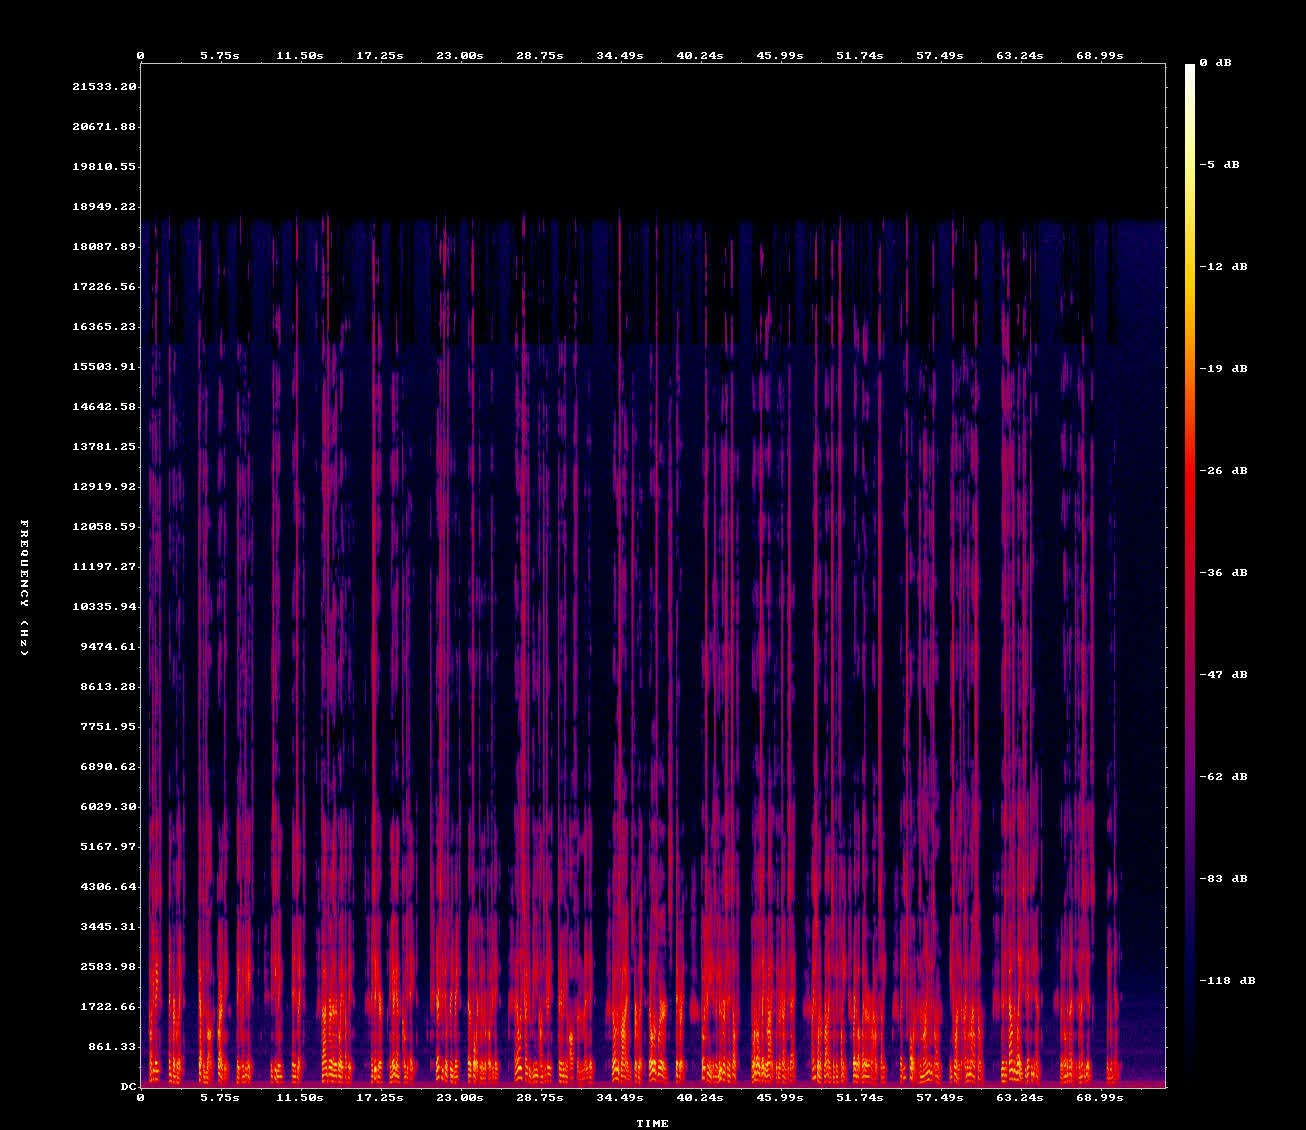 0 5.75s 11.50s 17.25s 23.00s 28.75s 34.49s 40.24s 45.99s 51.74s 57.49s 63.24s 68.99s
0 dB
21533.20
20671.88
-5 dB
19810.55
18949.22
18087.89
-12 dB
17226.56
16365.23
-19 dB
15503.91
14642.58
13781.25
-26 dB
12919.92
12058.59
FREQUENCY (Hz)
11197.27
-36 dB
10335.94
9474.61
-47 dB
8613.28
7751.95
6890.62
-62 dB
6029.30
5167.97
4306.64
-83 dB
3445.31
2583.98
-118 dB
1722.66
861.33
DC
0 5.75s 11.50s 17.25s 23.00s 28.75s 34.49s 40.24s 45.99s 51.74s 57.49s 63.24s 68.99s
TIME